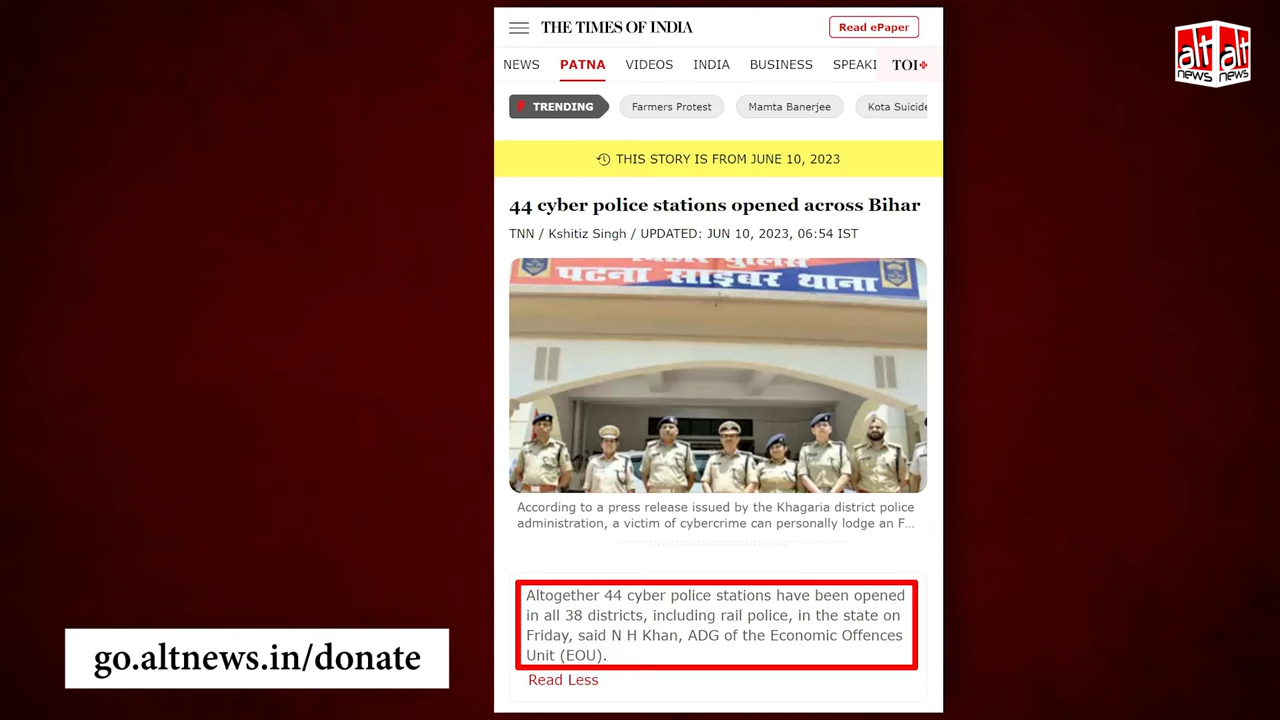 THE TIMES OF INDIA
Read ePaper
NEWS PATNA VIDEOS INDIA BUSINESS SPEAKI TOI+
TRENDING Farmers Protest Mamta Banerjee Kota Suicide
THIS STORY IS FROM JUNE 10, 2023
44 cyber police stations opened across Bihar
TNN / Kshitiz Singh / UPDATED: JUN 10, 2023, 06:54 IST
बिहार पुलिस
पटना साइबर थाना
According to a press release issued by the Khagaria district police
administration, a victim of cybercrime can personally lodge an F...
Altogether 44 cyber police stations have been opened
in all 38 districts, including rail police, in the state on
Friday, said N H Khan, ADG of the Economic Offences
Unit (EOU).
Read Less
go.altnews.in/donate
alt alt
news news